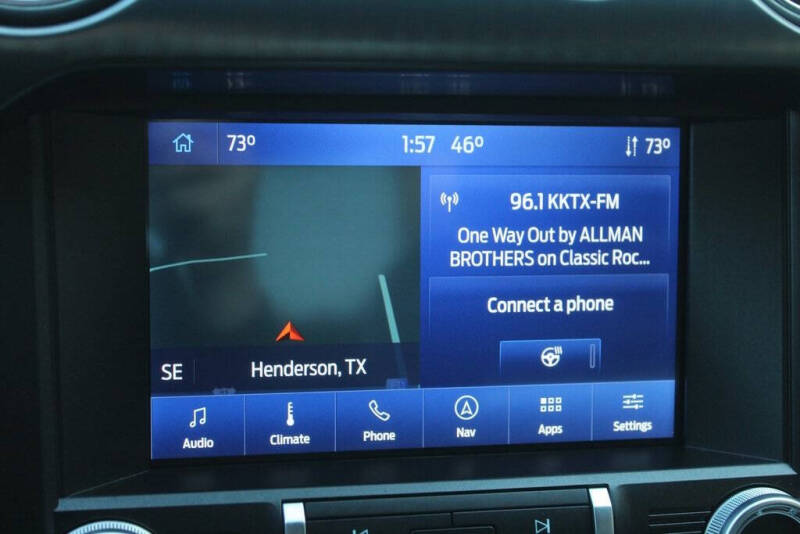 73° 1:57 46° 73°
96.1 KKTX-FM
One Way Out by ALLMAN
BROTHERS on Classic Roc...
Connect a phone
SE Henderson, TX
Audio Climate Phone Nav Apps Settings